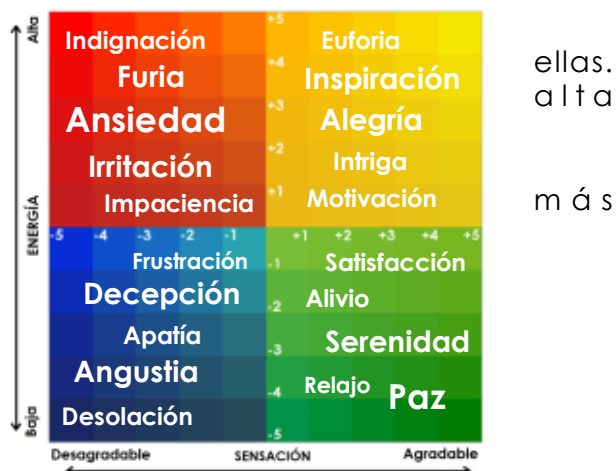 Alta
+5
Indignación Euforia
ellas.
+4
Furia Inspiración
alta
+3
Ansiedad Alegría
+2
Irritación Intriga
+1
Impaciencia Motivación
más
ENERGÍA
-5 -4 -3 -2 -1 +1 +2 +3 +4 +5
Frustración -1 Satisfacción
Decepción -2 Alivio
Apatía -3 Serenidad
Angustia Relajo Paz
-4
Desolación
-5
Baja
Desagradable SENSACIÓN Agradable